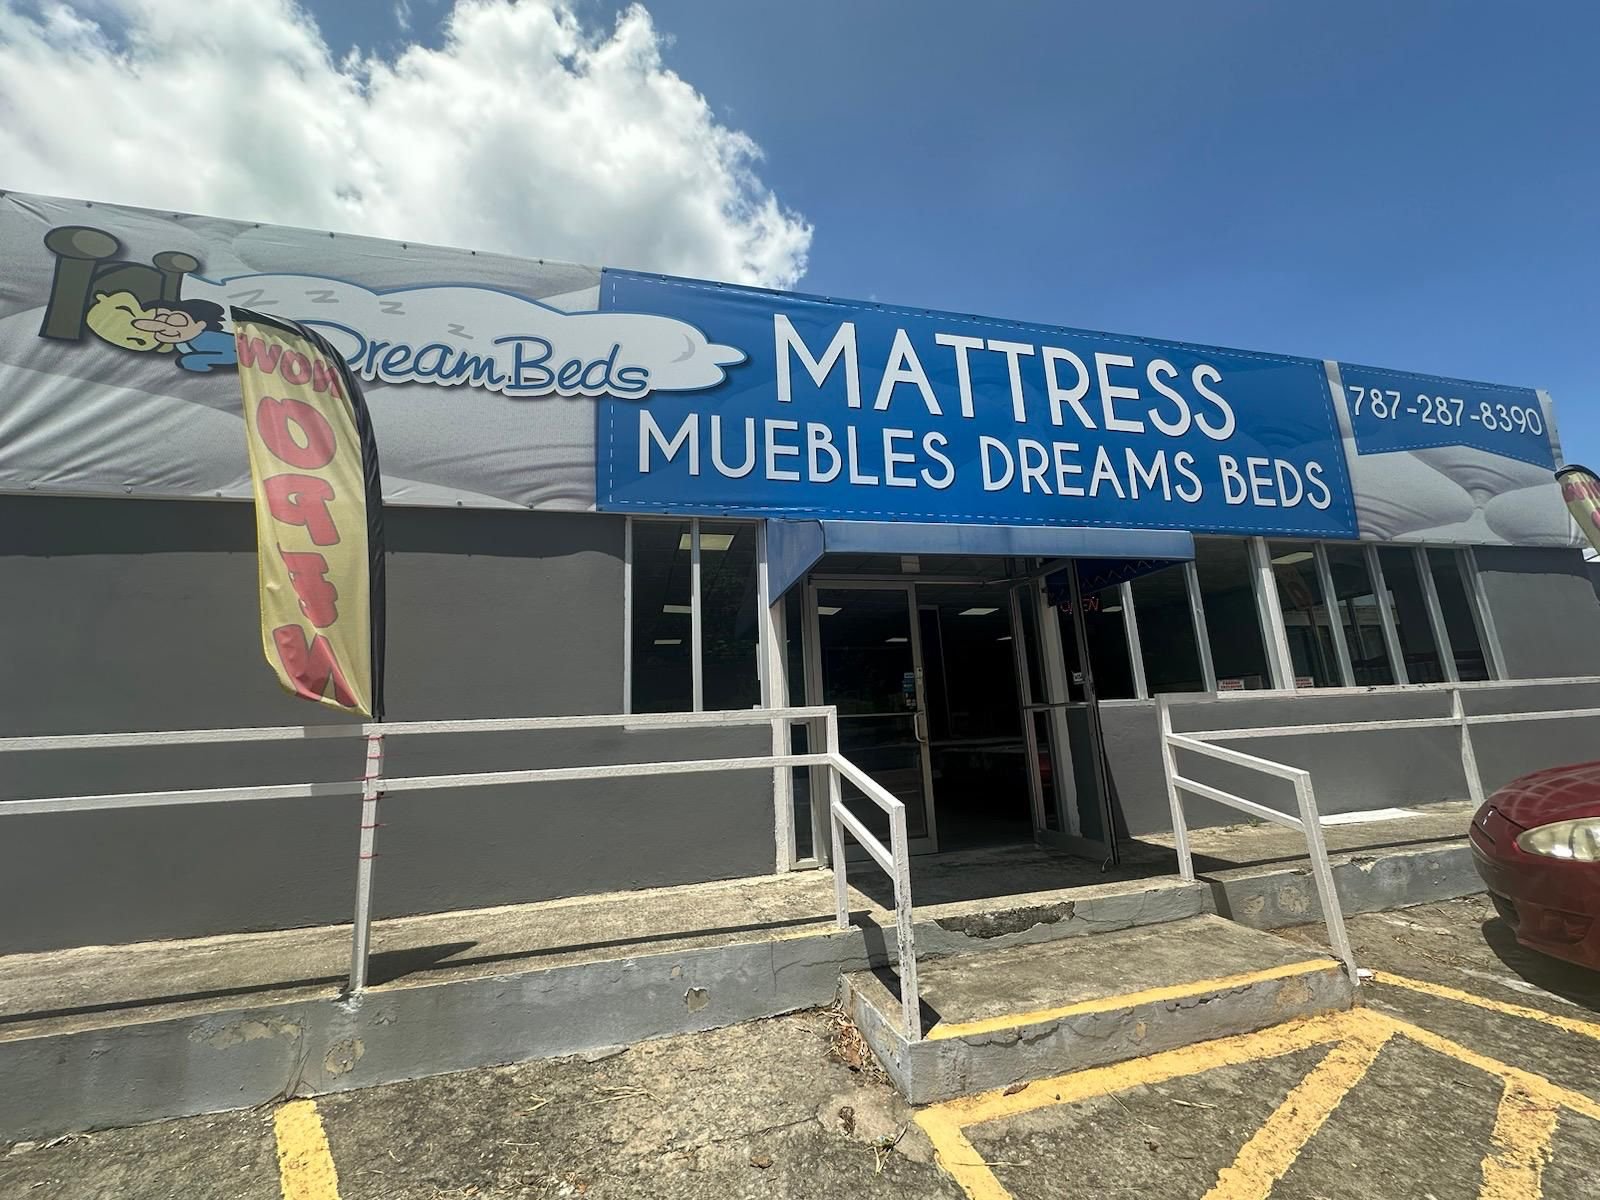 z z z z z
DreamBeds
MATTRESS
MUEBLES DREAMS BEDS
787-287-8390
NOW
OPEN
OPEN